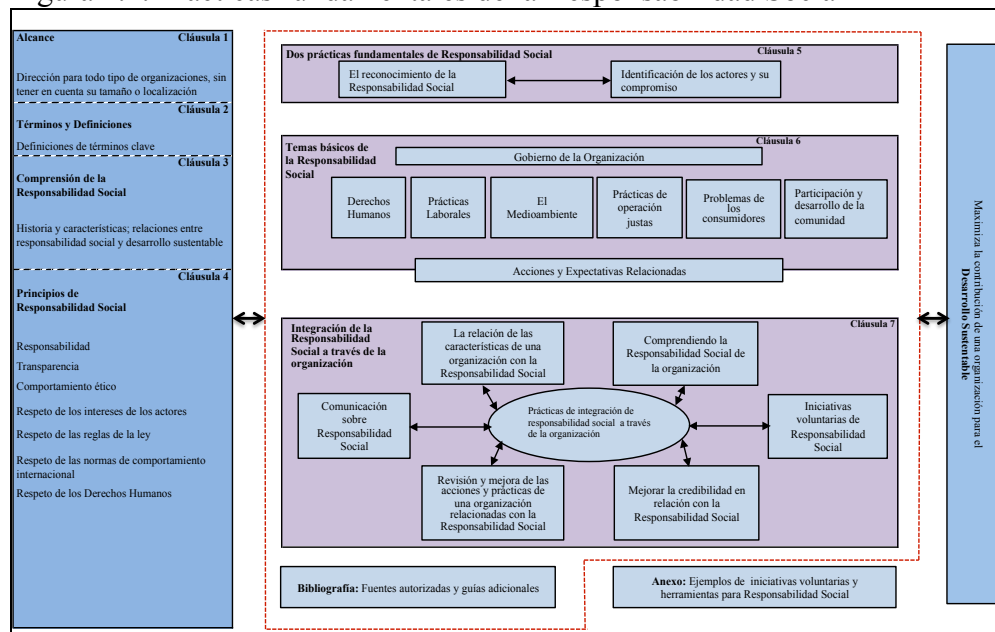 Alcance Cláusula 1
Dirección para todo tipo de organizaciones, sin
tener en cuenta su tamaño o localización
Cláusula 2
Términos y Definiciones
Definiciones de términos clave
Cláusula 3
Comprensión de la
Responsabilidad Social
Historia y características; relaciones entre
responsabilidad social y desarrollo sustentable
Cláusula 4
Principios de
Responsabilidad Social
Responsabilidad
Transparencia
Comportamiento ético
Respeto de los intereses de los actores
Respeto de las reglas de la ley
Respeto de las normas de comportamiento
internacional
Respeto de los Derechos Humanos
Dos prácticas fundamentales de Responsabilidad Social
Cláusula 5
El reconocimiento de la
Responsabilidad Social
Identificación de los actores y su
compromiso
Temas básicos de
la Responsabilidad
Social
Cláusula 6
Gobierno de la Organización
Derechos
Humanos
Prácticas
Laborales
El
Medioambiente
Prácticas de
operación
justas
Problemas de
los
consumidores
Participación y
desarrollo de la
comunidad
Acciones y Expectativas Relacionadas
Integración de la
Responsabilidad
Social a través de la
organización
Cláusula 7
La relación de las
características de una
organización con la
Responsabilidad Social
Comprendiendo la
Responsabilidad Social de
la organización
Comunicación
sobre
Responsabilidad
Social
Prácticas de integración de
responsabilidad social a través
de la organización
Iniciativas
voluntarias de
Responsabilidad
Social
Revisión y mejora de las
acciones y prácticas de
una organización
relacionadas con la
Responsabilidad Social
Mejorar la credibilidad en
relación con la
Responsabilidad Social
Bibliografía: Fuentes autorizadas y guías adicionales
Anexo: Ejemplos de iniciativas voluntarias y
herramientas para Responsabilidad Social
Maximiza la contribución de una organización para el
Desarrollo Sustentable